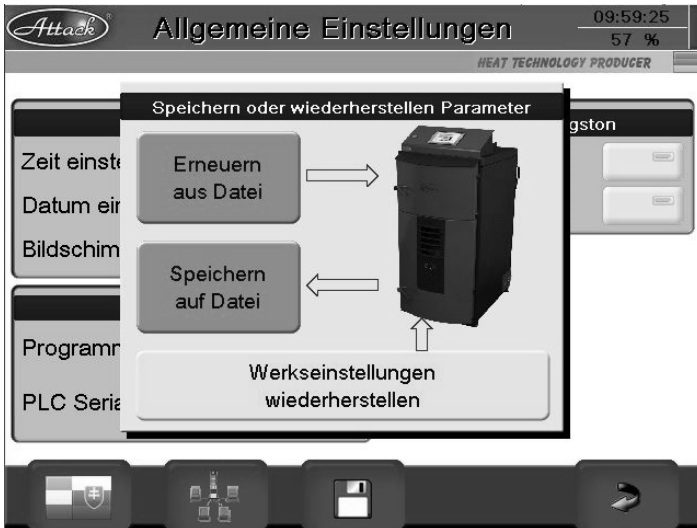 Attack
Allgemeine Einstellungen
09:59:25
57 %
HEAT TECHNOLOGY PRODUCER
Speichern oder wiederherstellen Parameter
gston
Zeit einste
Erneuern
aus Datei
Datum ein
Bildschim
Speichern
auf Datei
Programm
PLC Seria
Werkseinstellungen
wiederherstellen